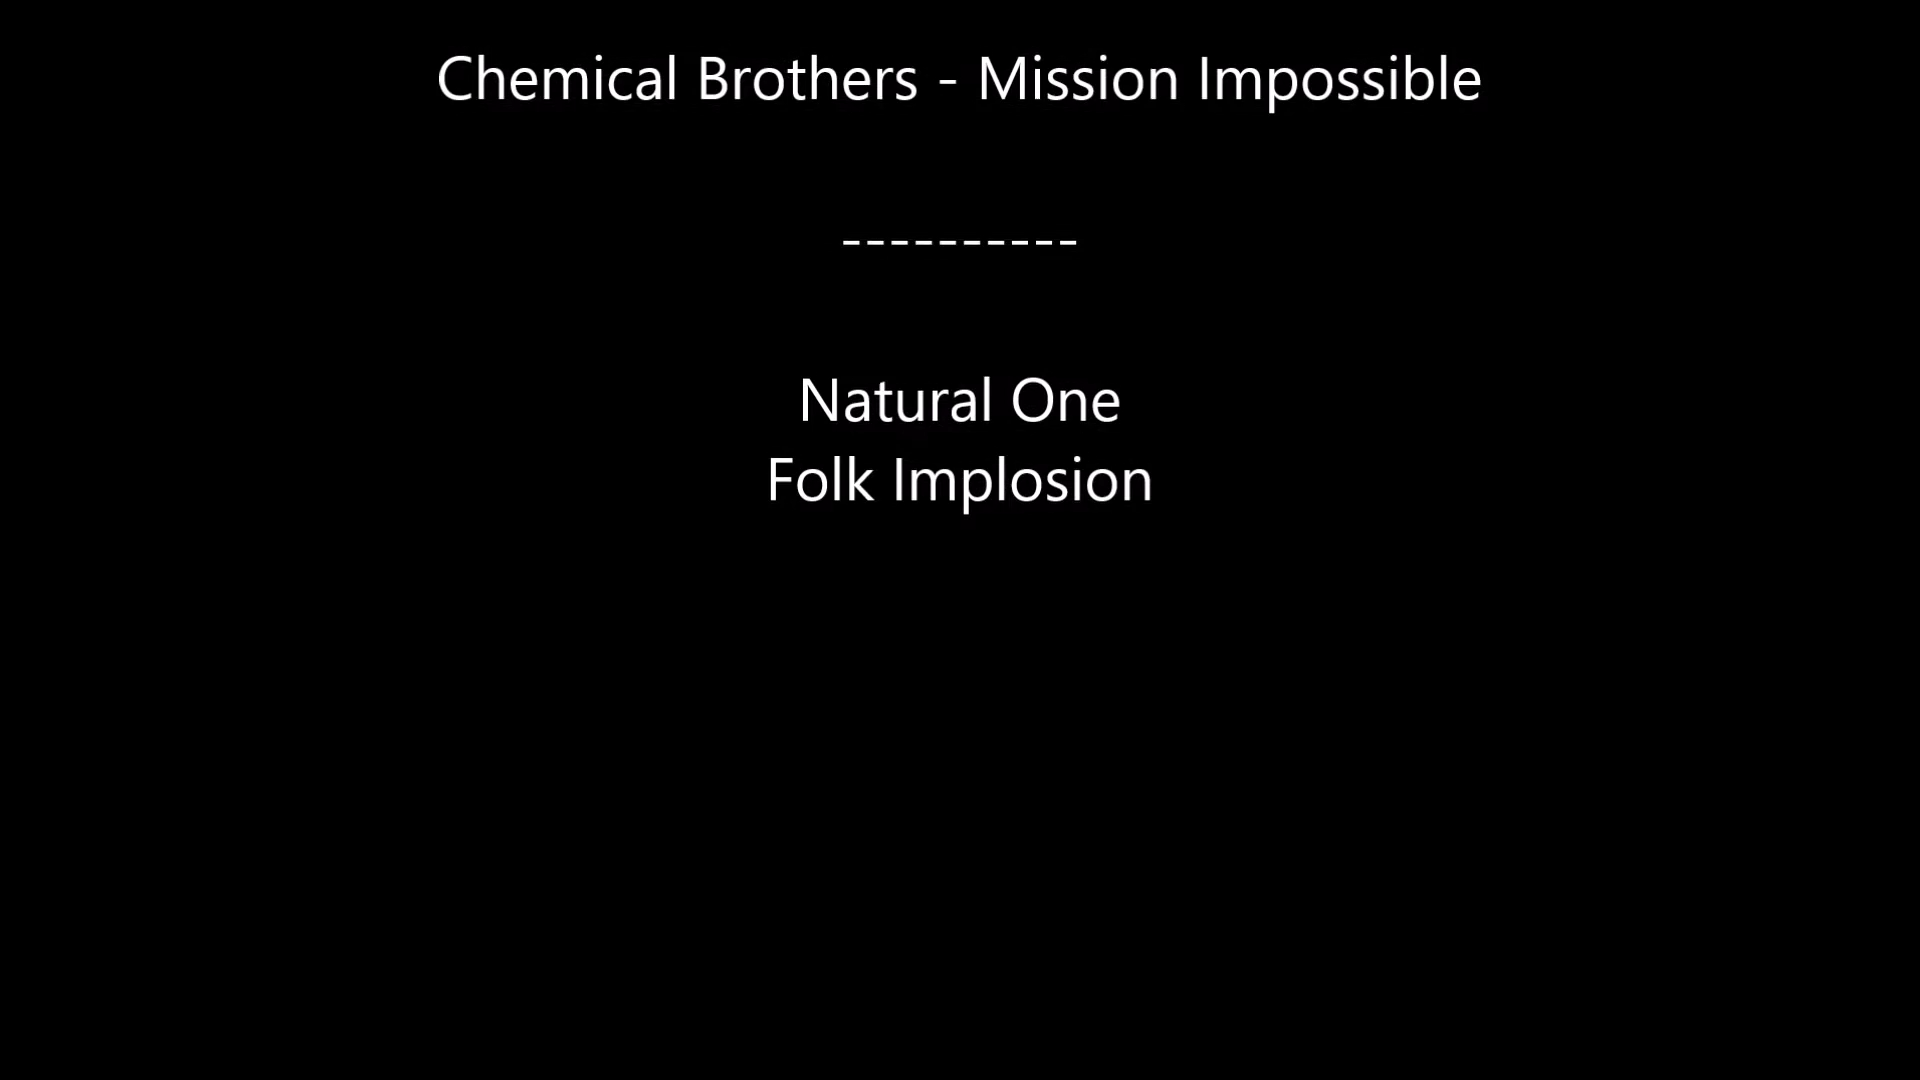 Chemical Brothers - Mission Impossible
----------
Natural One
Folk Implosion